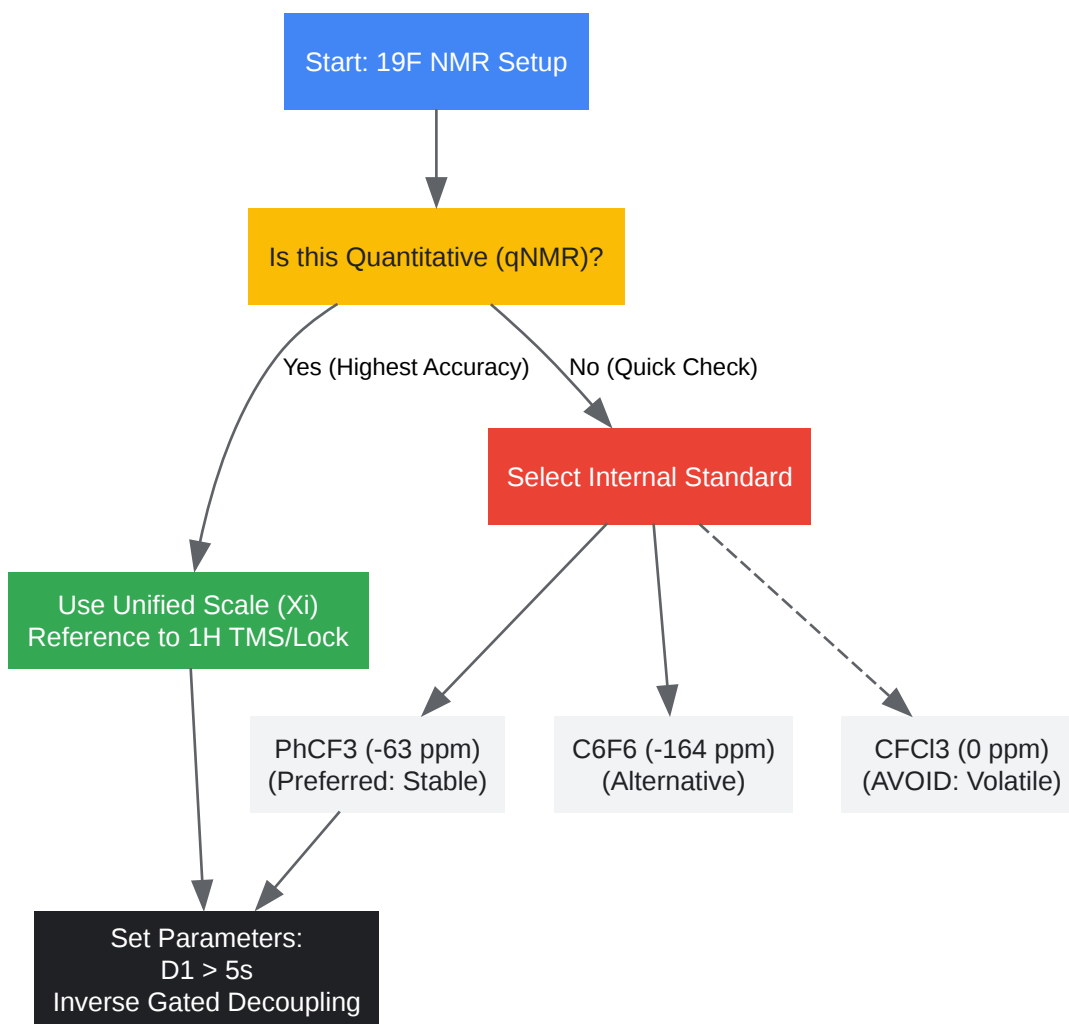 Start: 19F NMR Setup
Is this Quantitative (qNMR)?
Yes (Highest Accuracy)
No (Quick Check)
Select Internal Standard
Use Unified Scale (Xi)
Reference to 1H TMS/Lock
PhCF3 (-63 ppm)
(Preferred: Stable)
C6F6 (-164 ppm)
(Alternative)
CFCl3 (0 ppm)
(AVOID: Volatile)
Set Parameters:
D1 > 5s
Inverse Gated Decoupling